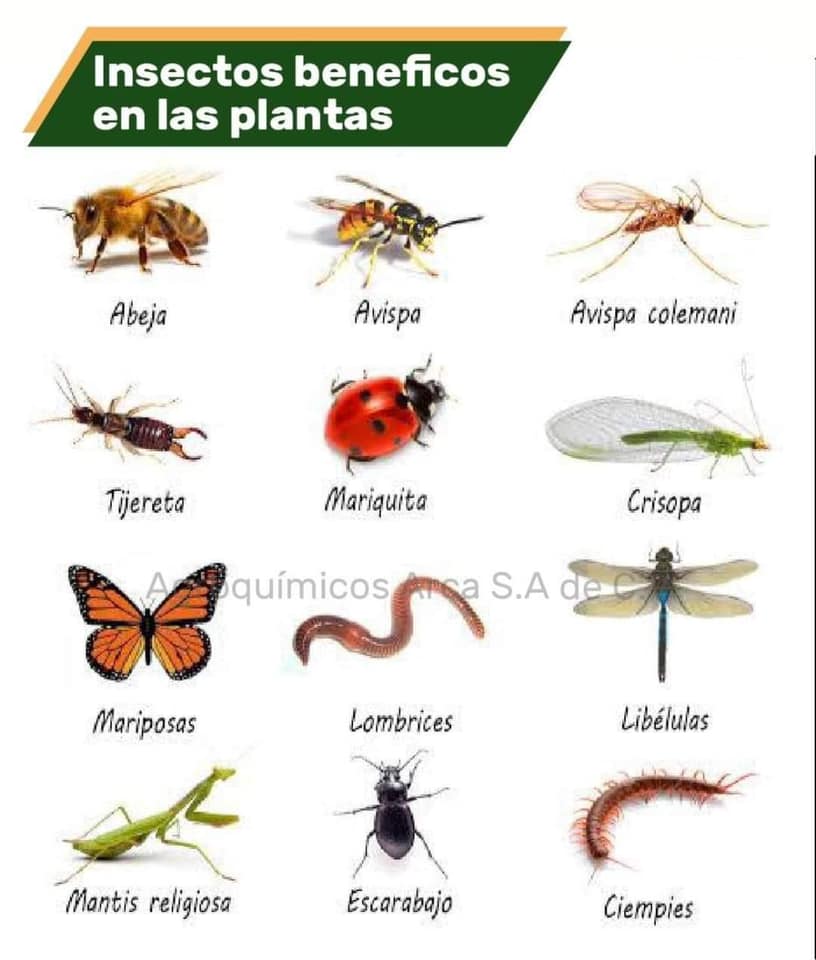 Insectos beneficos
en las plantas
Abeja
Avispa
Avispa colemani
Tijereta
Mariquita
Crisopa
Agroquímicos Arca S.A de C.
Mariposas
Lombrices
Libélulas
Mantis religiosa
Escarabajo
Ciempies